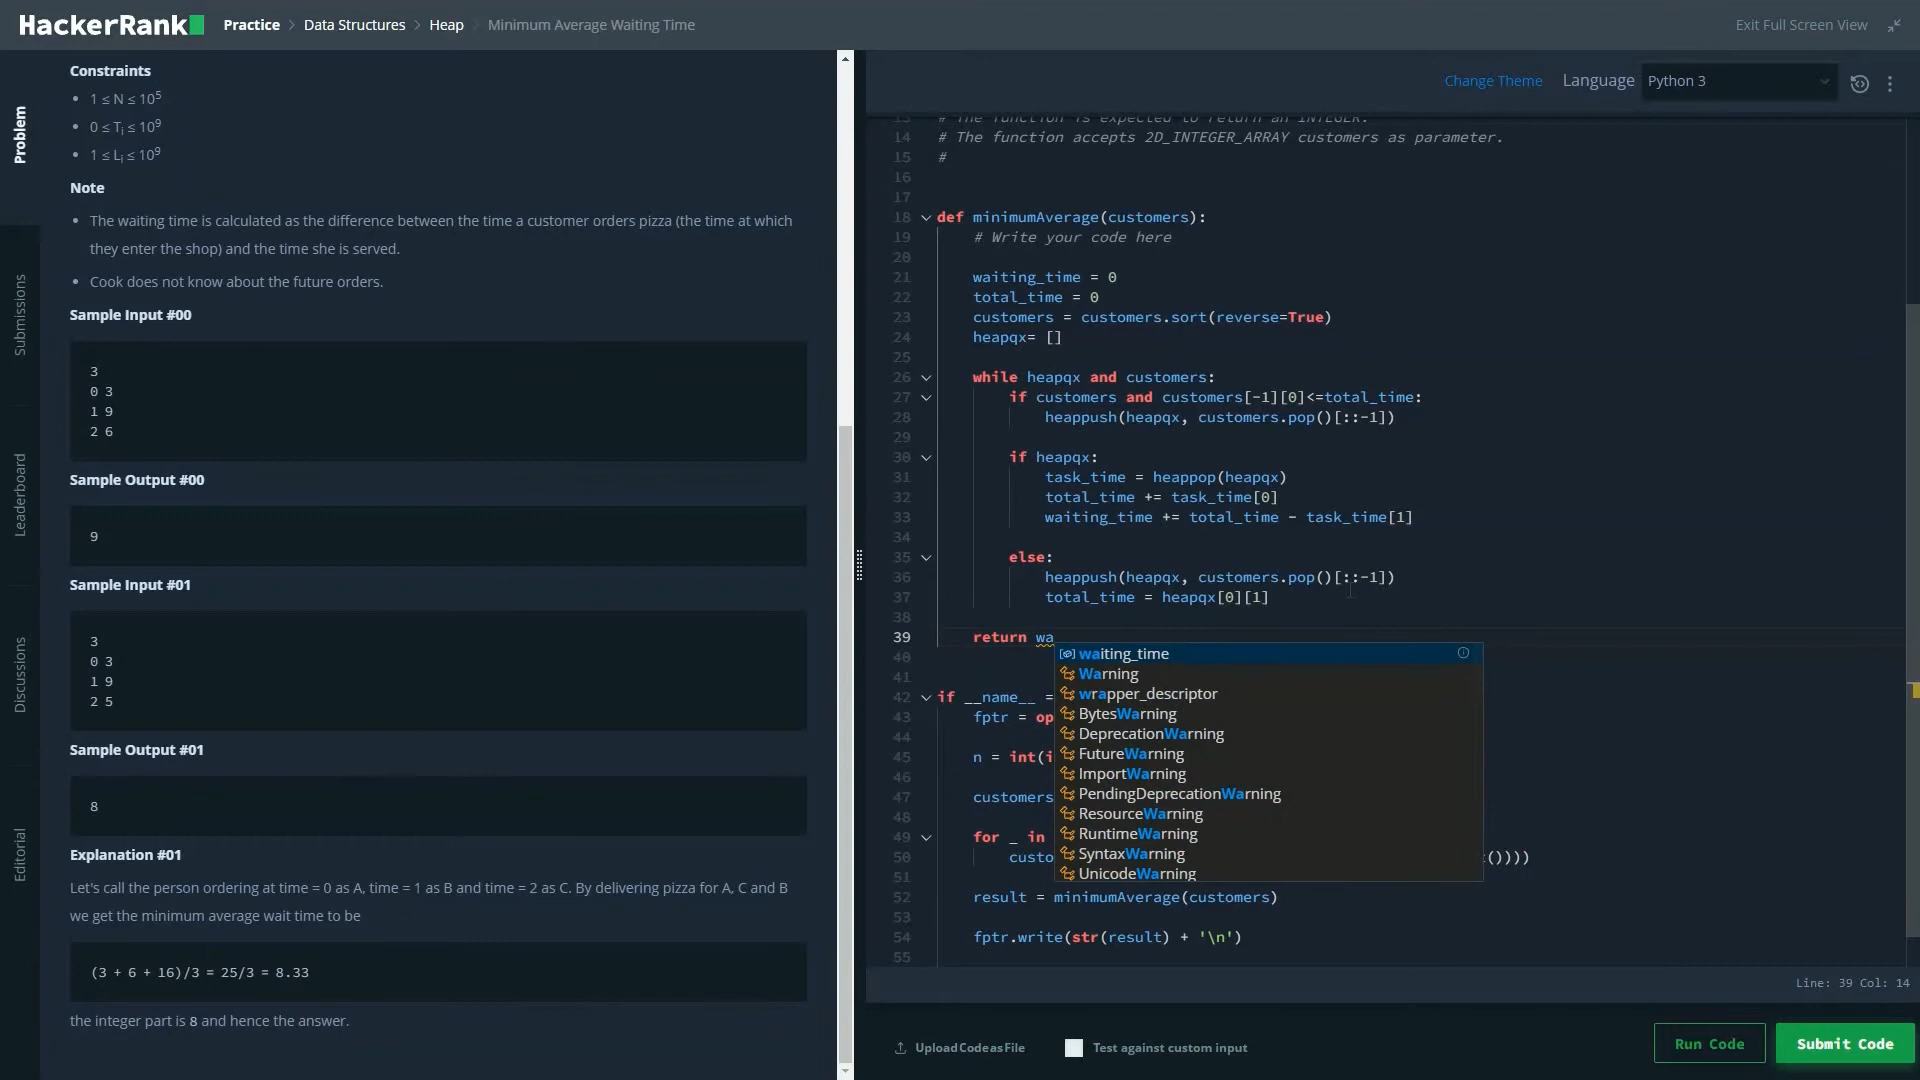 HackerRank Practice > Data Structures > Heap > Minimum Average Waiting Time Exit Full Screen View
Problem
Submissions
Leaderboard
Discussions
Editorial
Constraints
• 1 ≤ N ≤ 10⁵
• 0 ≤ Tᵢ ≤ 10⁹
• 1 ≤ Lᵢ ≤ 10⁹
Note
• The waiting time is calculated as the difference between the time a customer orders pizza (the time at which
they enter the shop) and the time she is served.
• Cook does not know about the future orders.
Sample Input #00
3
0 3
1 9
2 6
Sample Output #00
9
Sample Input #01
3
0 3
1 9
2 5
Sample Output #01
8
Explanation #01
Let's call the person ordering at time = 0 as A, time = 1 as B and time = 2 as C. By delivering pizza for A, C and B
we get the minimum average wait time to be
(3 + 6 + 16)/3 = 25/3 = 8.33
the integer part is 8 and hence the answer.
Change Theme Language Python 3
13 # The function is expected to return an INTEGER.
14 # The function accepts 2D_INTEGER_ARRAY customers as parameter.
15 #
16
17
18 def minimumAverage(customers):
19 # Write your code here
20
21 waiting_time = 0
22 total_time = 0
23 customers = customers.sort(reverse=True)
24 heapqx= []
25
26 while heapqx and customers:
27 if customers and customers[-1][0]<=total_time:
28 heappush(heapqx, customers.pop()[::-1])
29
30 if heapqx:
31 task_time = heappop(heapqx)
32 total_time += task_time[0]
33 waiting_time += total_time - task_time[1]
34
35 else:
36 heappush(heapqx, customers.pop()[::-1])
37 total_time = heapqx[0][1]
38
39 return wa
40
41
42 if __name__ =
43 fptr = op
44
45 n = int(i
46
47 customers
48
49 for _ in
50 custo ())))
51
52 result = minimumAverage(customers)
53
54 fptr.write(str(result) + '\n')
55
waiting_time
Warning
wrapper_descriptor
BytesWarning
DeprecationWarning
FutureWarning
ImportWarning
PendingDeprecationWarning
ResourceWarning
RuntimeWarning
SyntaxWarning
UnicodeWarning
Line: 39 Col: 14
Upload Code as File Test against custom input Run Code Submit Code